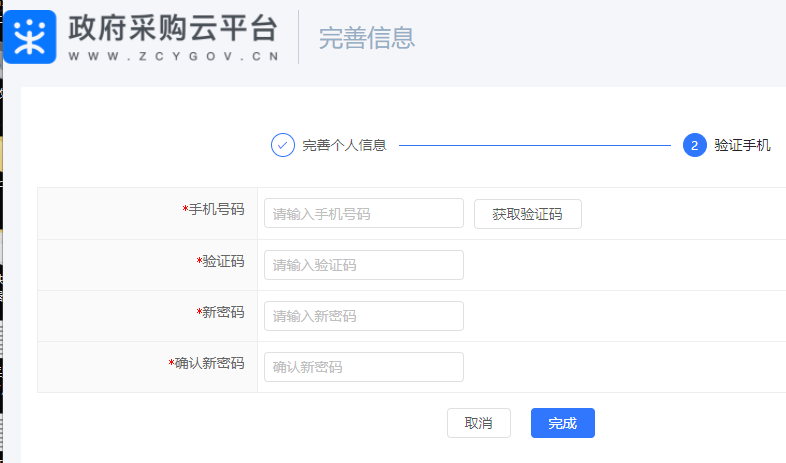 政府采购云平台
WWW.ZCYGOV.CN
完善信息
完善个人信息
2 验证手机
*手机号码 请输入手机号码 获取验证码
*验证码 请输入验证码
*新密码 请输入新密码
*确认新密码 确认新密码
取消 完成